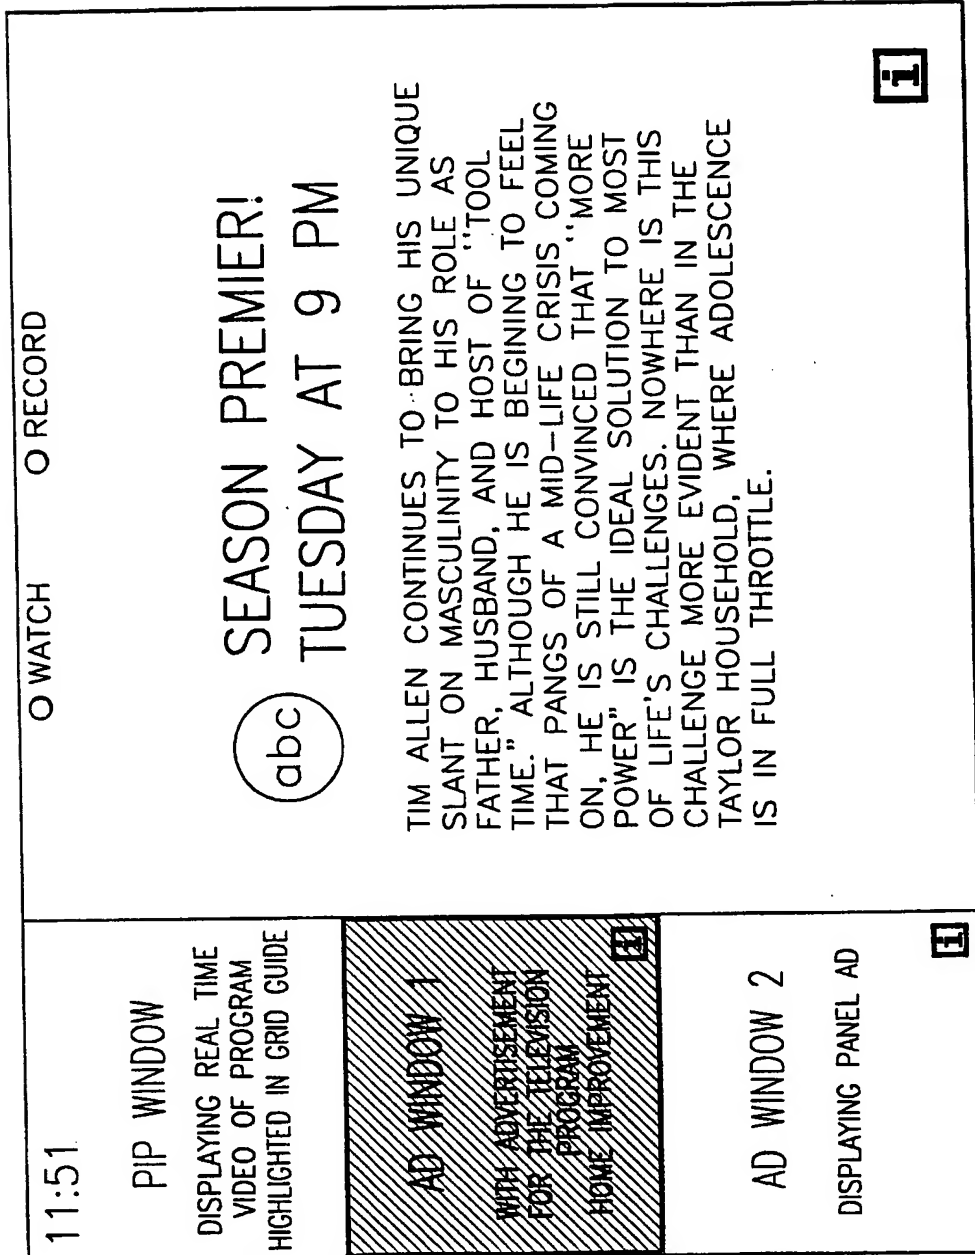 11:51
PIP WINDOW
DISPLAYING REAL TIME
VIDEO OF PROGRAM
HIGHLIGHTED IN GRID GUIDE
AD WINDOW 1
WITH ADVERTISEMENT
FOR THE TELEVISION
PROGRAM
HOME IMPROVEMENT
i
AD WINDOW 2
DISPLAYING PANEL AD
i
O WATCH
O RECORD
abc
SEASON PREMIER!
TUESDAY AT 9 PM
TIM ALLEN CONTINUES TO BRING HIS UNIQUE
SLANT ON MASCULINITY TO HIS ROLE AS
FATHER, HUSBAND, AND HOST OF "TOOL
TIME." ALTHOUGH HE IS BEGINING TO FEEL
THAT PANGS OF A MID-LIFE CRISIS COMING
ON, HE IS STILL CONVINCED THAT "MORE
POWER" IS THE IDEAL SOLUTION TO MOST
OF LIFE'S CHALLENGES. NOWHERE IS THIS
CHALLENGE MORE EVIDENT THAN IN THE
TAYLOR HOUSEHOLD, WHERE ADOLESCENCE
IS IN FULL THROTTLE.
i